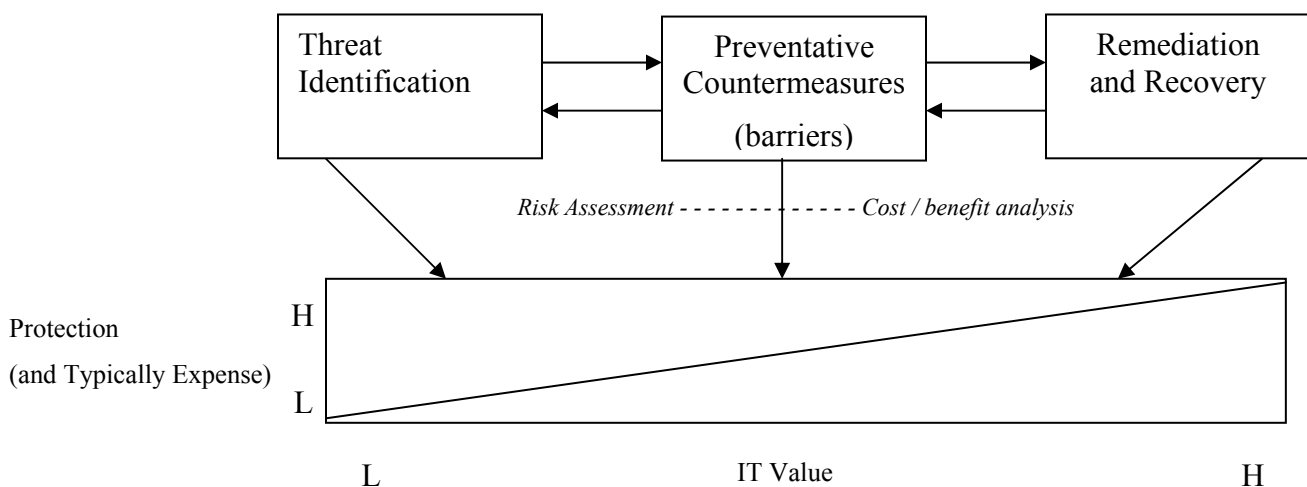 Threat
Identification
Preventative
Countermeasures
(barriers)
Remediation
and Recovery
Risk Assessment - - - - - - - - - - - - - Cost / benefit analysis
Protection
(and Typically Expense)
H
L
L
IT Value
H